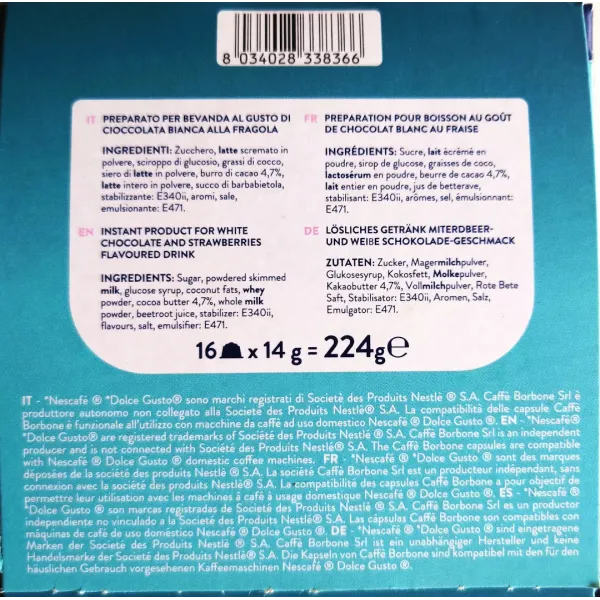 8 034028 338366
IT PREPARATO PER BEVANDA AL GUSTO DI
CIOCCOLATA BIANCA ALLA FRAGOLA
INGREDIENTI: Zucchero, latte scremato in
polvere, sciroppo di glucosio, grassi di cocco,
siero di latte in polvere, burro di cacao 4,7%,
latte intero in polvere, succo di barbabietola,
stabilizzante: E340ii, aromi, sale,
emulsionante: E471.
FR PREPARATION POUR BOISSON AU GOÛT
DE CHOCOLAT BLANC AU FRAISE
INGRÉDIENTS: Sucre, lait écrémé en
poudre, sirop de glucose, graisses de coco,
lactosérum en poudre, beurre de cacao 4,7%,
lait entier en poudre, jus de betterave,
stabilisant: E340ii, arômes, sel, émulsionnant:
E471.
EN INSTANT PRODUCT FOR WHITE
CHOCOLATE AND STRAWBERRIES
FLAVOURED DRINK
INGREDIENTS: Sugar, powdered skimmed
milk, glucose syrup, coconut fats, whey
powder, cocoa butter 4,7%, whole milk
powder, beetroot juice, stabilizer: E340ii,
flavours, salt, emulsifier: E471.
DE LÖSLICHES GETRÄNK MITERDBEER-
UND WEIßE SCHOKOLADE-GESCHMACK
ZUTATEN: Zucker, Magermilchpulver,
Glukosesyrup, Kokosfett, Molkepulver,
Kakaobutter 4,7%, Vollmilchpulver, Rote Bete
Saft, Stabilisator: E340ii, Aromen, Salz,
Emulgator: E471.
16 x 14 g = 224g e
IT - *Nescafé ® *Dolce Gusto® sono marchi registrati di Societè des Produits Nestlè ® S.A. Caffè Borbone Srl è
produttore autonomo non collegato alla Societè des Produits Nestlè® S.A. La compatibilità delle capsule Caffè
Borbone è funzionale all'utilizzo con macchine da caffè ad uso domestico Nescafé ® Dolce Gusto ®. EN - *Nescafé®
*Dolce Gusto® are registered trademarks of Societè des Produits Nestlè ® S.A. Caffè Borbone Srl is an independent
producer and is not connected with Societè des Produits Nestlè® S.A. The Caffè Borbone capsules are compatible
with Nescafé ® Dolce Gusto ® domestic coffee machines. FR - *Nescafé ® *Dolce Gusto ® sont des marques
déposées de la société des produits Nestlè ® S.A. La société Caffè Borbone Srl est un producteur indépendant, sans
connexion avec la société des produits Nestlè® S.A. La compatibilité des capsules Caffè Borbone a pour objectif de
permettre leur utilisation avec les machines à café à usage domestique Nescafé ® Dolce Gusto ®. ES - *Nescafé ®
*Dolce Gusto ® son marcas registradas de Societè des Produits Nestlè ® S.A. Caffè Borbone Srl es un productor
independiente no vinculado a la Societè des Produits Nestlè® S.A. Las cápsulas Caffè Borbone son compatibles con
máquinas de café de uso doméstico Nescafé ® Dolce Gusto ®. DE - *Nescafé ® *Dolce Gusto ® sind eingetragene
Marken der Societè des Produits Nestlè ® S.A. Caffè Borbone Srl ist ein unabhängiger Hersteller und keine
Handelsmarke der Societè des Produits Nestlè® S.A. Die Kapseln von Caffè Borbone sind kompatibel mit den für den
häuslichen Gebrauch vorgesehenen Kaffeemaschinen Nescafé ® Dolce Gusto ®.